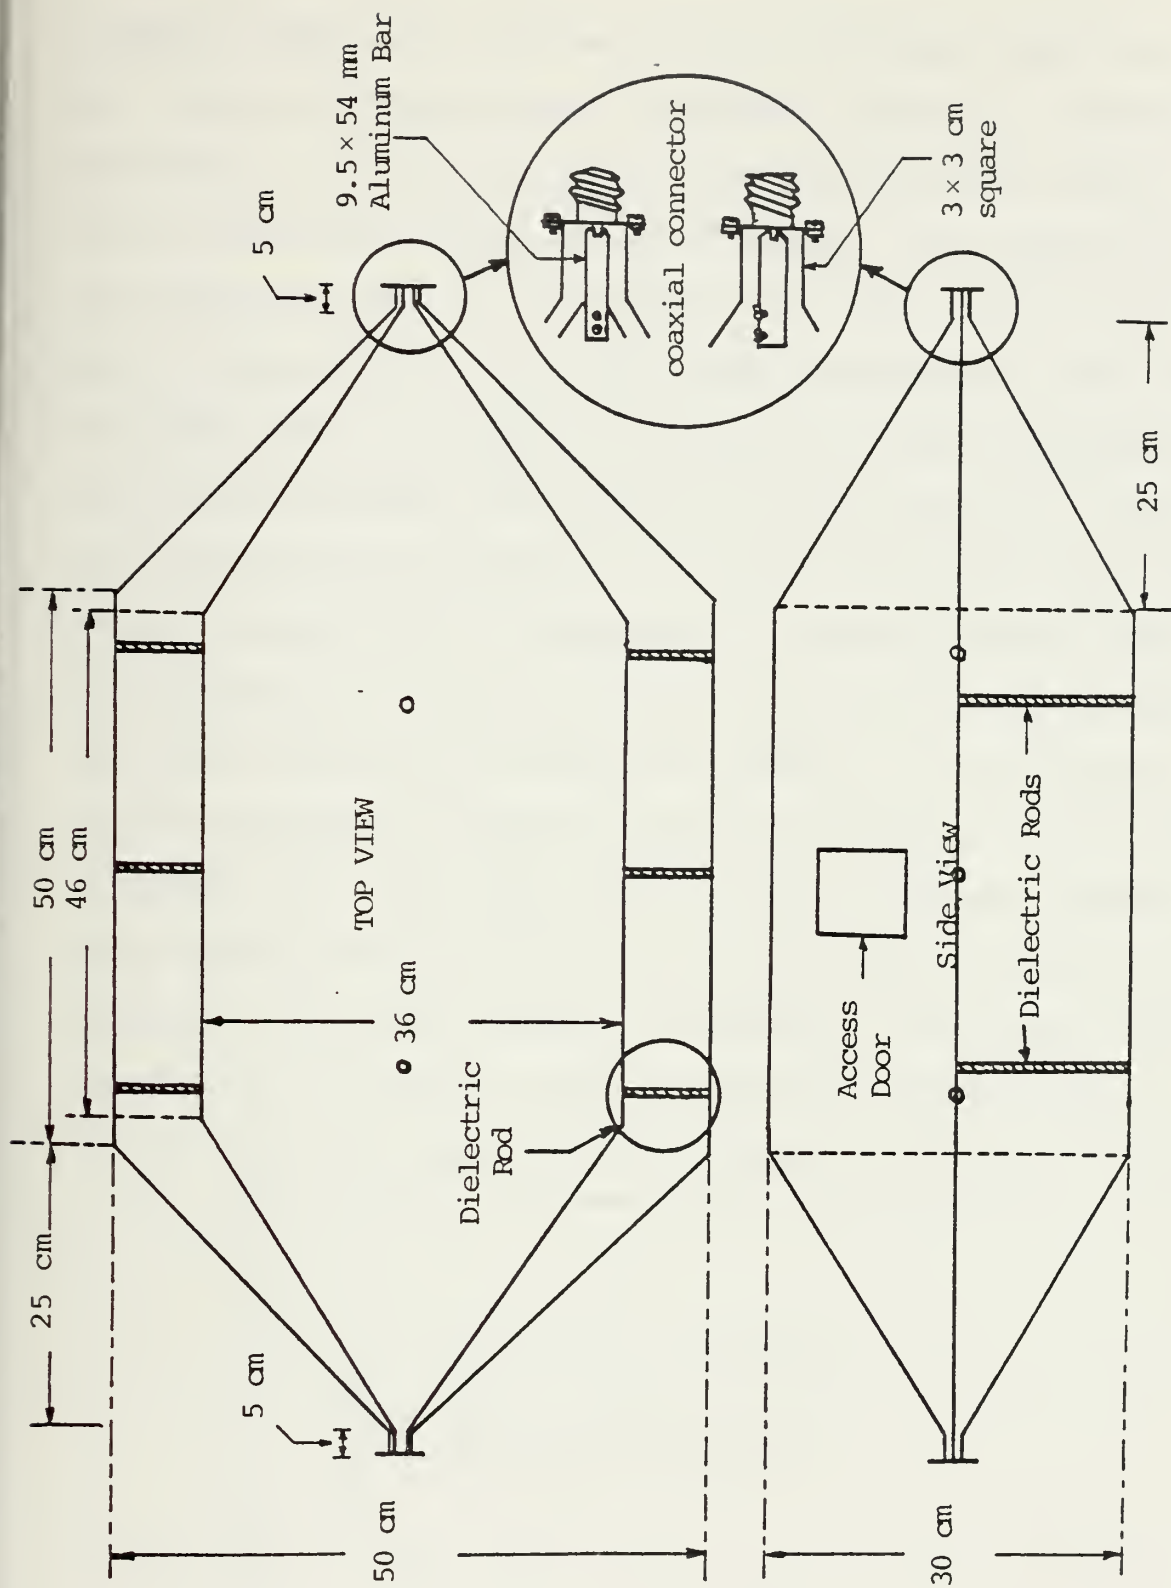 50 cm
46 cm
25 cm
5 cm
9.5 × 54 mm
Aluminum Bar
5 cm
TOP VIEW
36 cm
Dielectric
Rod
50 cm
coaxial connector
3 × 3 cm
square
Access
Door
Side View
Dielectric Rods
25 cm
30 cm